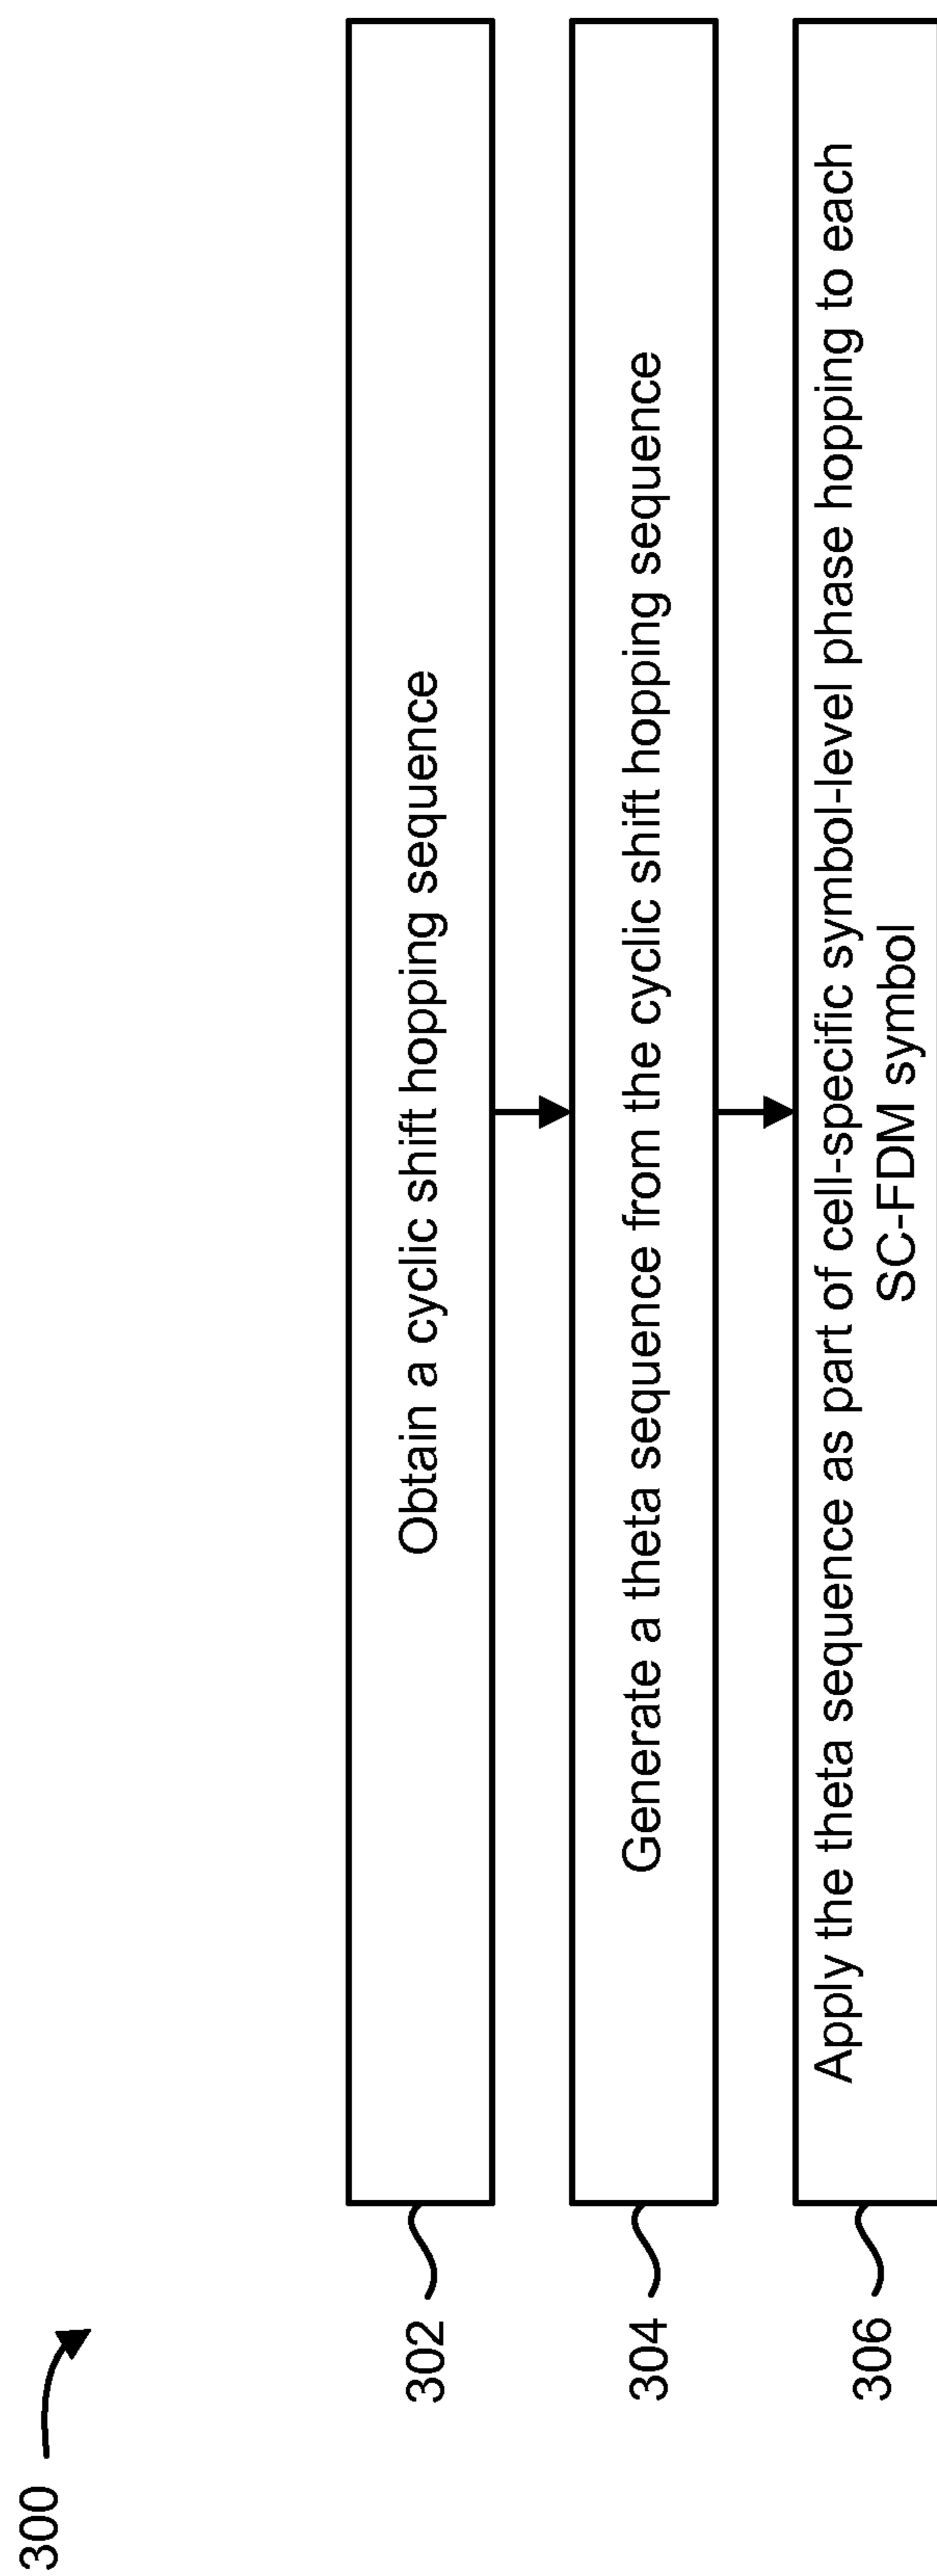 300
302
Obtain a cyclic shift hopping sequence
304
Generate a theta sequence from the cyclic shift hopping sequence
306
Apply the theta sequence as part of cell-specific symbol-level phase hopping to each
SC-FDM symbol